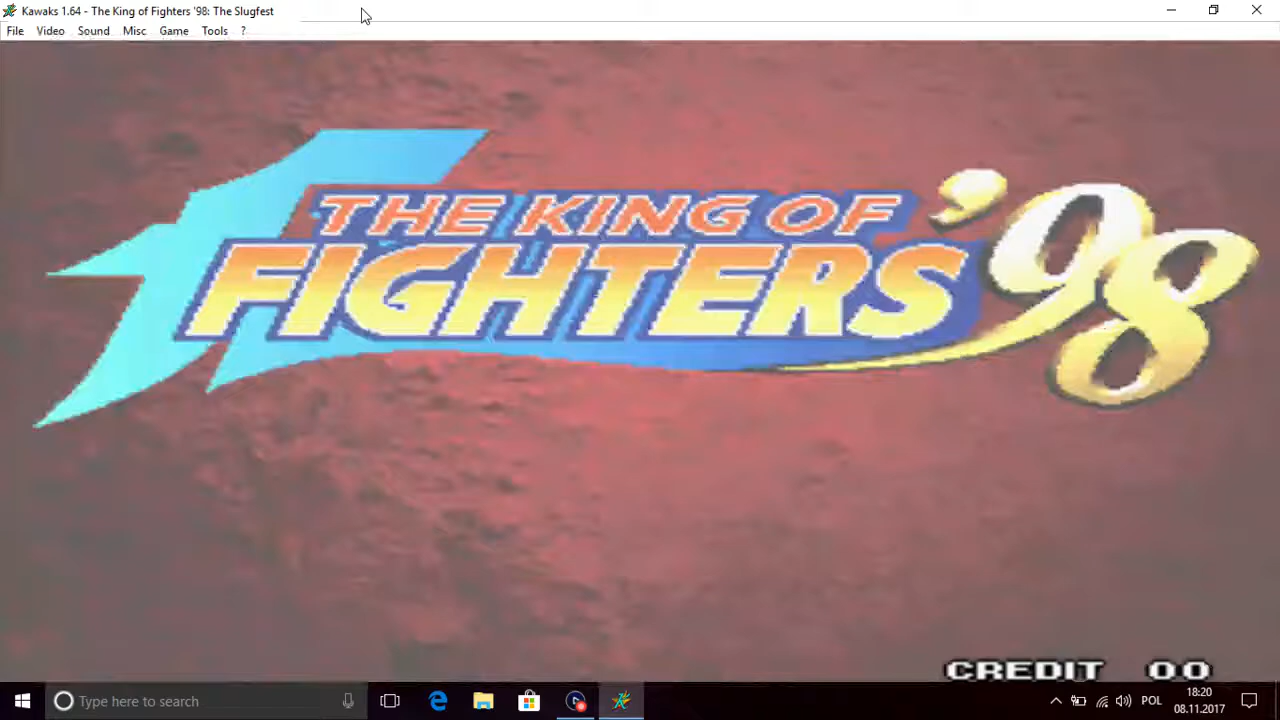 Kawaks 1.64 - The King of Fighters '98: The Slugfest
File Video Sound Misc Game Tools ?
THE KING OF
FIGHTERS '98
CREDIT 00
Type here to search
POL
18:20
08.11.2017